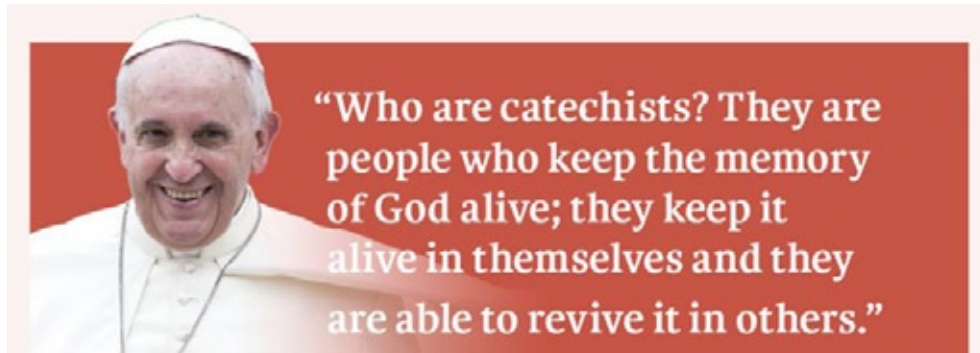 “Who are catechists? They are
people who keep the memory
of God alive; they keep it
alive in themselves and they
are able to revive it in others.”